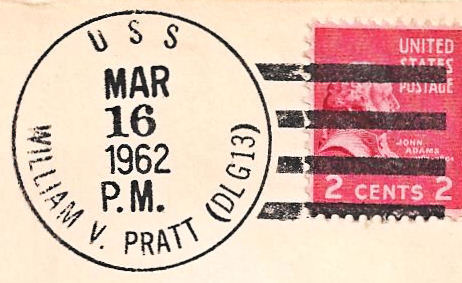 USS
MAR
16
1962
P.M.
WILLIAM V. PRATT (DLG13)
UNITED
STATES
POSTAGE
JOHN
ADAMS
2 CENTS 2